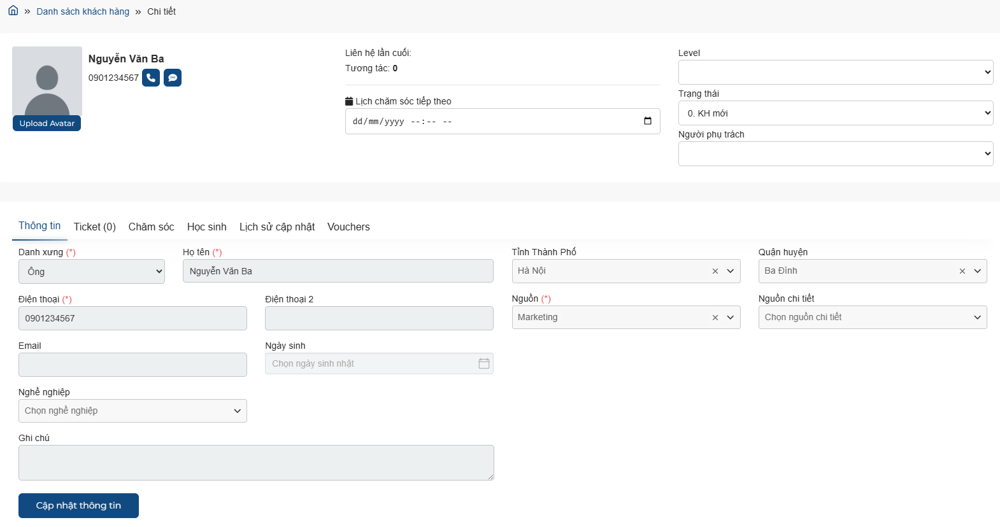 » Danh sách khách hàng » Chi tiết
Nguyễn Văn Ba
0901234567
Upload Avatar
Liên hệ lần cuối:
Tương tác: 0
Lịch chăm sóc tiếp theo
dd/mm/yyyy --:-- --
Level
Trạng thái
0. KH mới
Người phụ trách
Thông tin Ticket (0) Chăm sóc Học sinh Lịch sử cập nhật Vouchers
Danh xưng (*) Họ tên (*) Tỉnh Thành Phố Quận huyện
Ông Nguyễn Văn Ba Hà Nội Ba Đình
Điện thoại (*) Điện thoại 2 Nguồn (*) Nguồn chi tiết
0901234567 Marketing Chọn nguồn chi tiết
Email Ngày sinh
Chọn ngày sinh nhật
Nghề nghiệp
Chọn nghề nghiệp
Ghi chú
Cập nhật thông tin